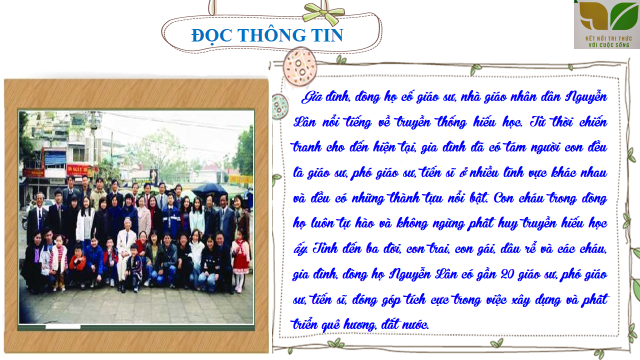 ĐỌC THÔNG TIN
KẾT NỐI TRI THỨC
VỚI CUỘC SỐNG
Gia đình, dòng họ cố giáo sư, nhà giáo nhân dân Nguyễn
Lân nổi tiếng về truyền thống hiếu học. Từ thời chiến
tranh cho đến hiện tại, gia đình đã có tám người con đều
là giáo sư, phó giáo sư, tiến sĩ ở nhiều lĩnh vực khác nhau
và đều có những thành tựu nổi bật. Con cháu trong dòng
họ luôn tự hào và không ngừng phát huy truyền hiếu học
ấy. Tính đến ba đời, con trai, con gái, dâu rể và các cháu,
gia đình, dòng họ Nguyễn Lân có gần 20 giáo sư, phó giáo
sư, tiến sĩ, đóng góp tích cực trong việc xây dựng và phát
triển quê hương, đất nước.